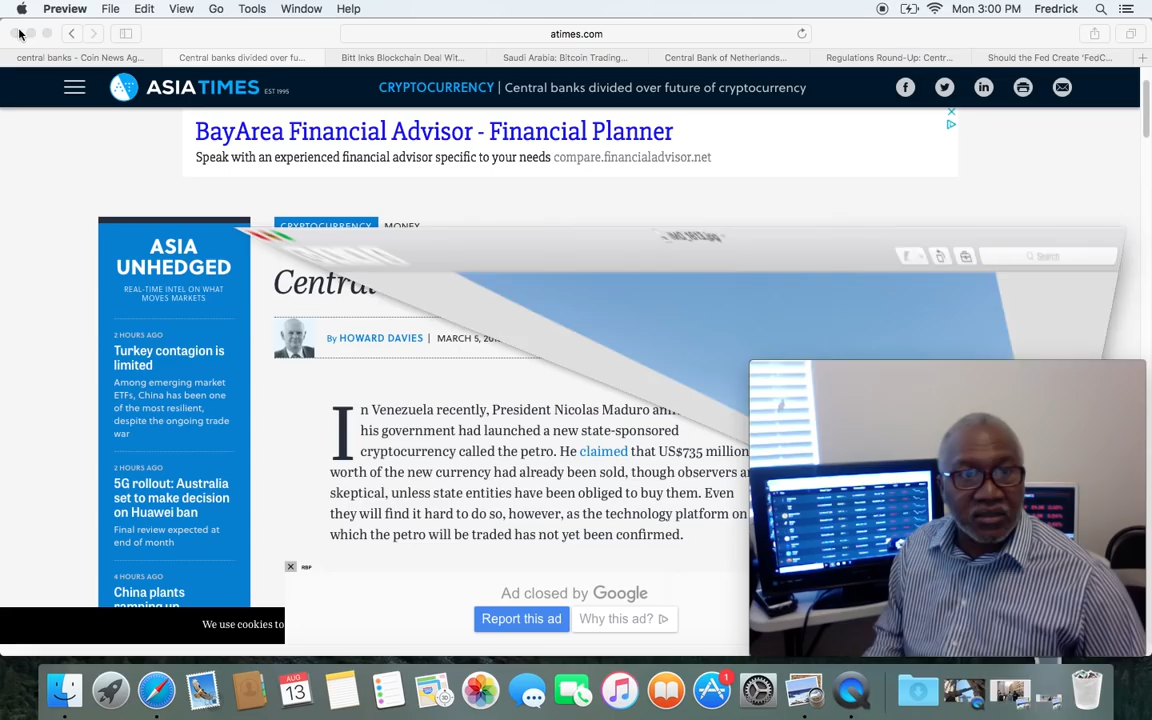 Preview File Edit View Go Tools Window Help Mon 3:00 PM Fredrick
atimes.com
central banks - Coin News Ag... Central banks divided over fu... Bitt Inks Blockchain Deal Wit... Saudi Arabia: Bitcoin Trading... Central Bank of Netherlands... Regulations Round-Up: Centr... Should the Fed Create 'FedC...
ASIA TIMES EST 1995 CRYPTOCURRENCY | Central banks divided over future of cryptocurrency
BayArea Financial Advisor - Financial Planner
Speak with an experienced financial advisor specific to your needs compare.financialadvisor.net
CRYPTOCURRENCY MONEY
Search
Central
By HOWARD DAVIES | MARCH 5, 20
ASIA
UNHEDGED
REAL-TIME INTEL ON WHAT
MOVES MARKETS
2 HOURS AGO
Turkey contagion is
limited
Among emerging market
ETFs, China has been one
of the most resilient,
despite the ongoing trade
war
2 HOURS AGO
5G rollout: Australia
set to make decision
on Huawei ban
Final review expected at
end of month
4 HOURS AGO
China plants
ramping up
In Venezuela recently, President Nicolas Maduro ann
his government had launched a new state-sponsored
cryptocurrency called the petro. He claimed that US$735 million
worth of the new currency had already been sold, though observers a
skeptical, unless state entities have been obliged to buy them. Even
they will find it hard to do so, however, as the technology platform on
which the petro will be traded has not yet been confirmed.
RBP
Ad closed by Google
Report this ad Why this ad?
We use cookies to
AUG
13
1